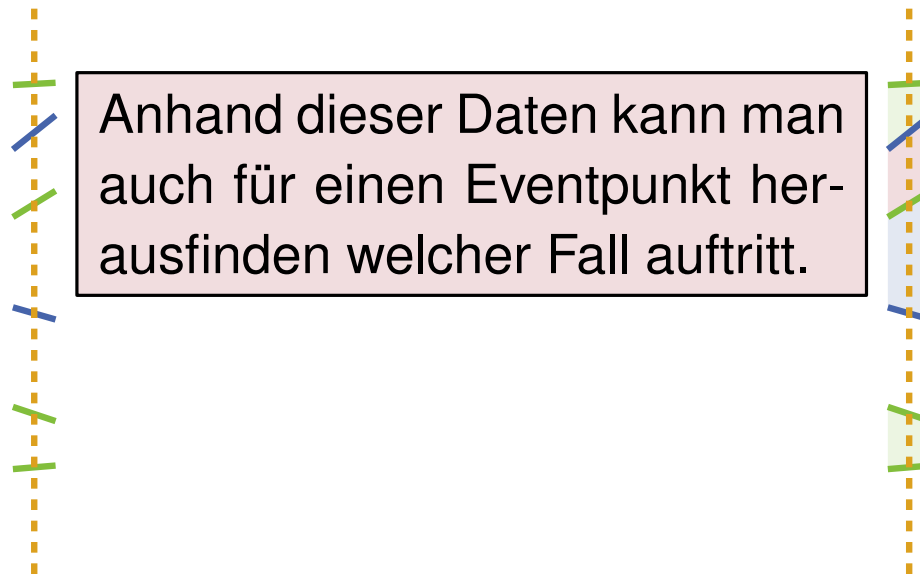 Anhand dieser Daten kann man
auch für einen Eventpunkt her-
ausfinden welcher Fall auftritt.